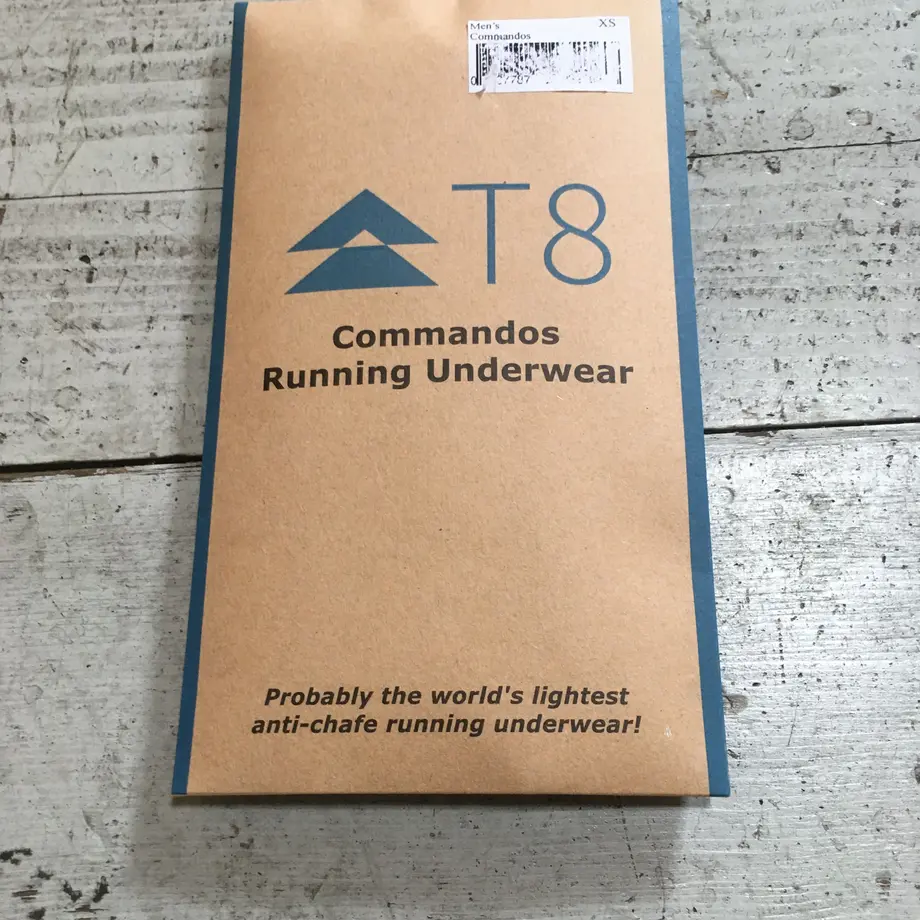 Men's XS
Commandos
T8
Commandos
Running Underwear
Probably the world's lightest
anti-chafe running underwear!